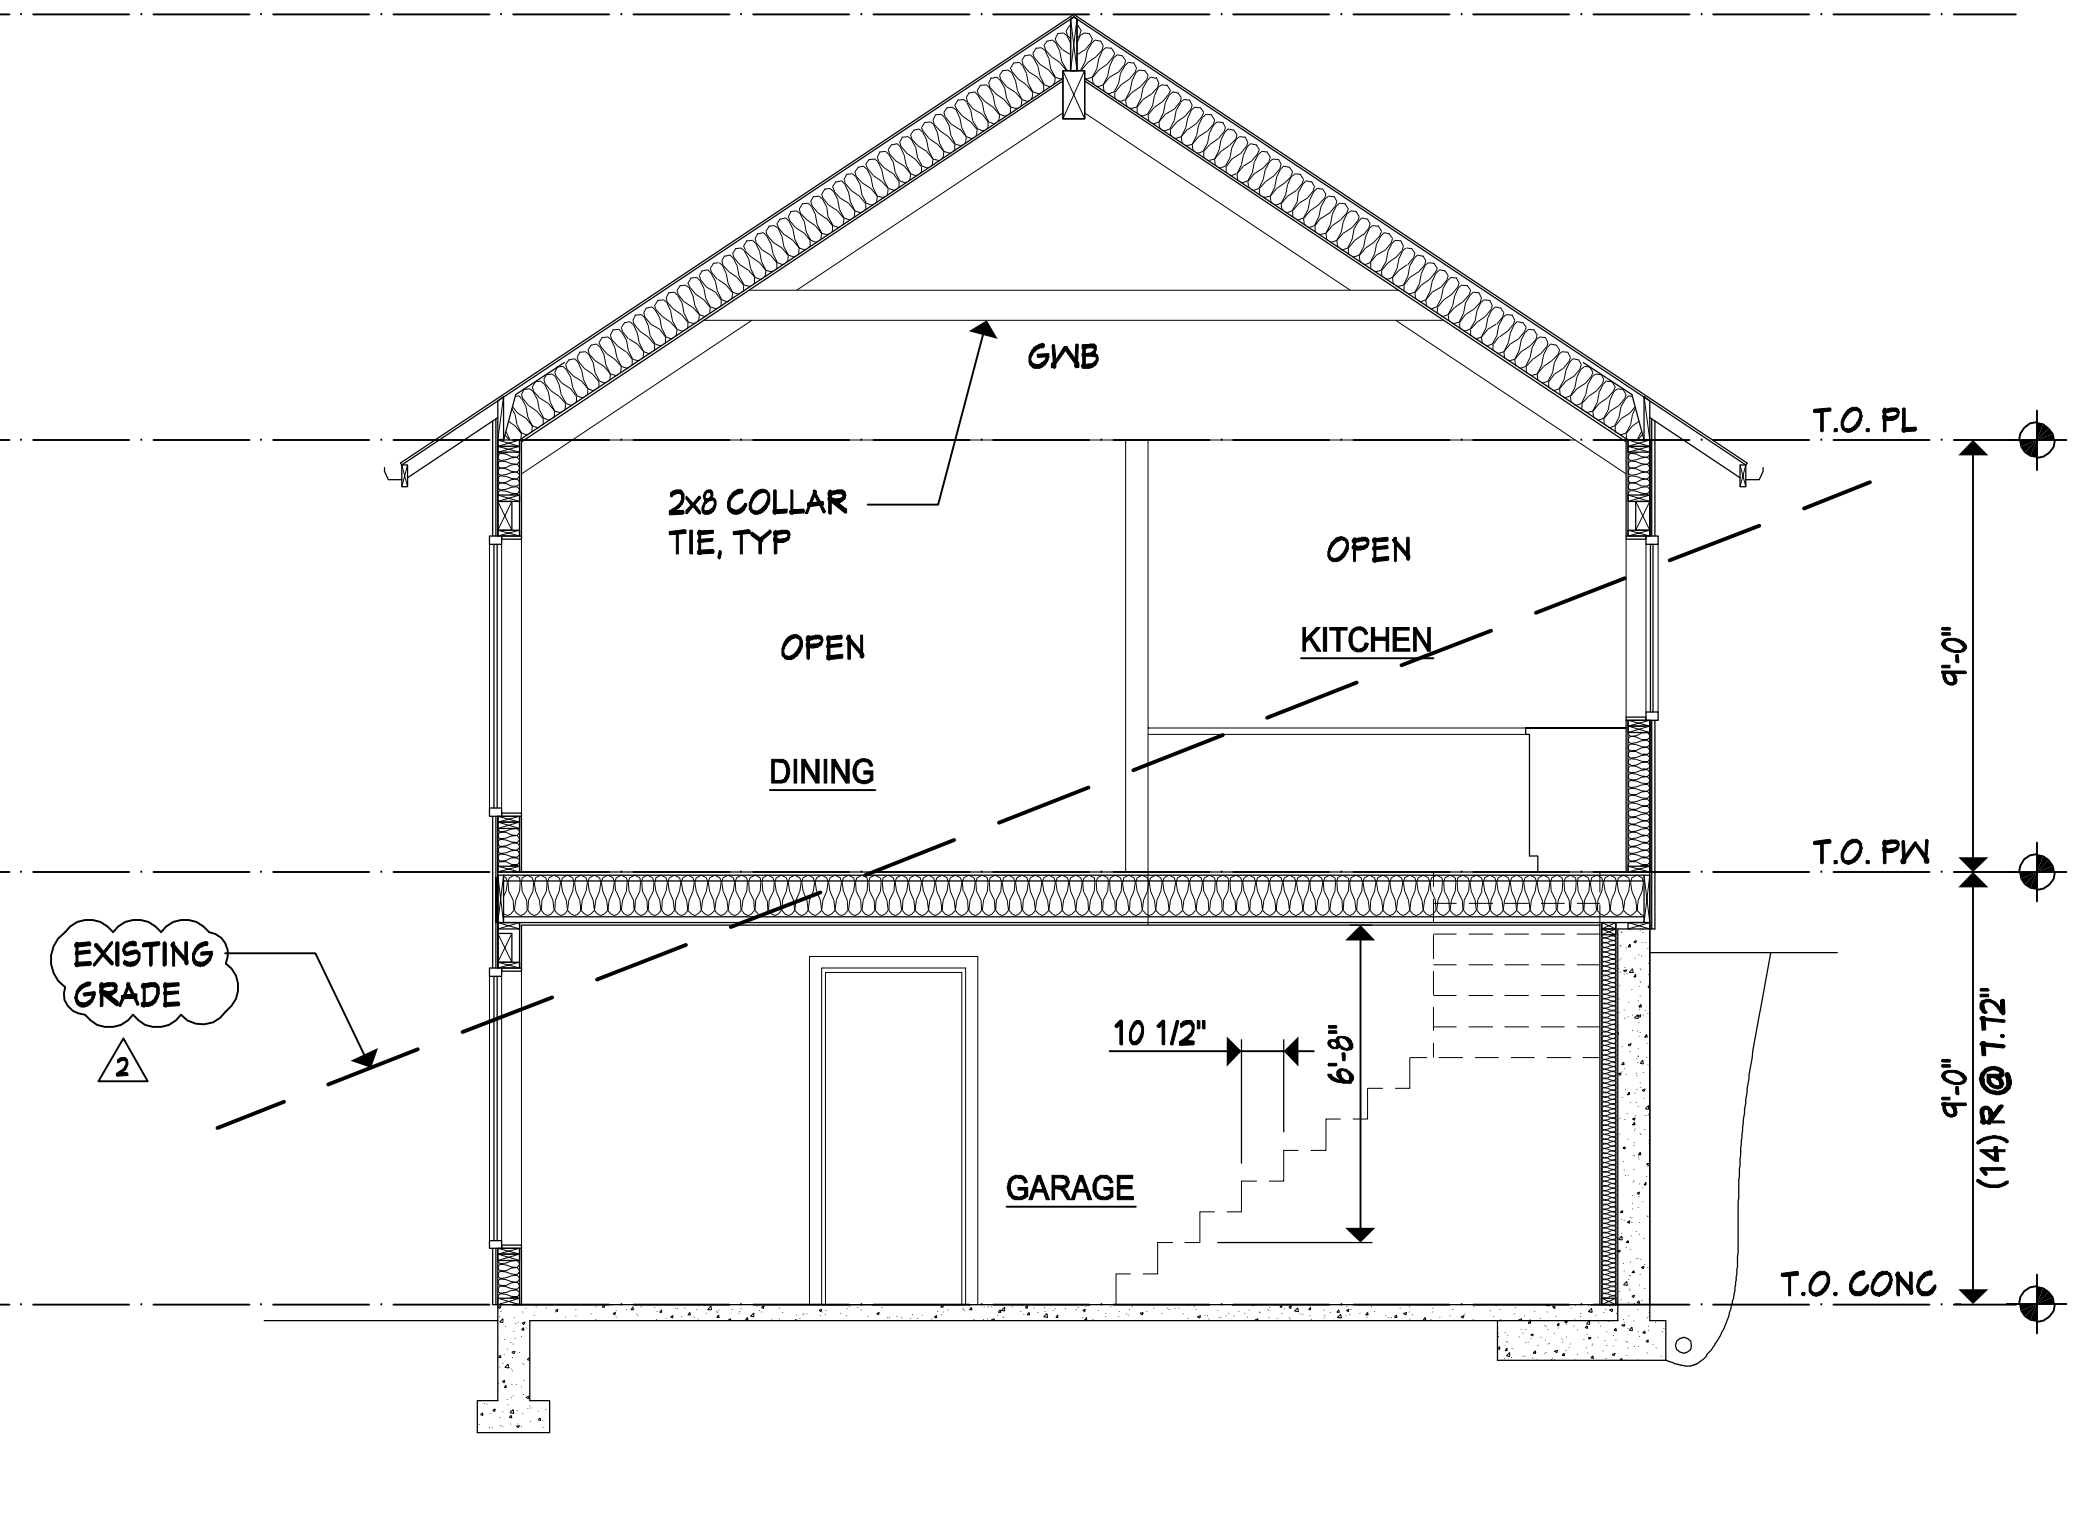 GWB
T.O. PL
2x8 COLLAR
TIE, TYP
OPEN
OPEN
KITCHEN
9'-0"
DINING
T.O. PW
EXISTING
GRADE
2
10 1/2"
6'-8"
9'-0"
(14) R @ 7.72"
GARAGE
T.O. CONC